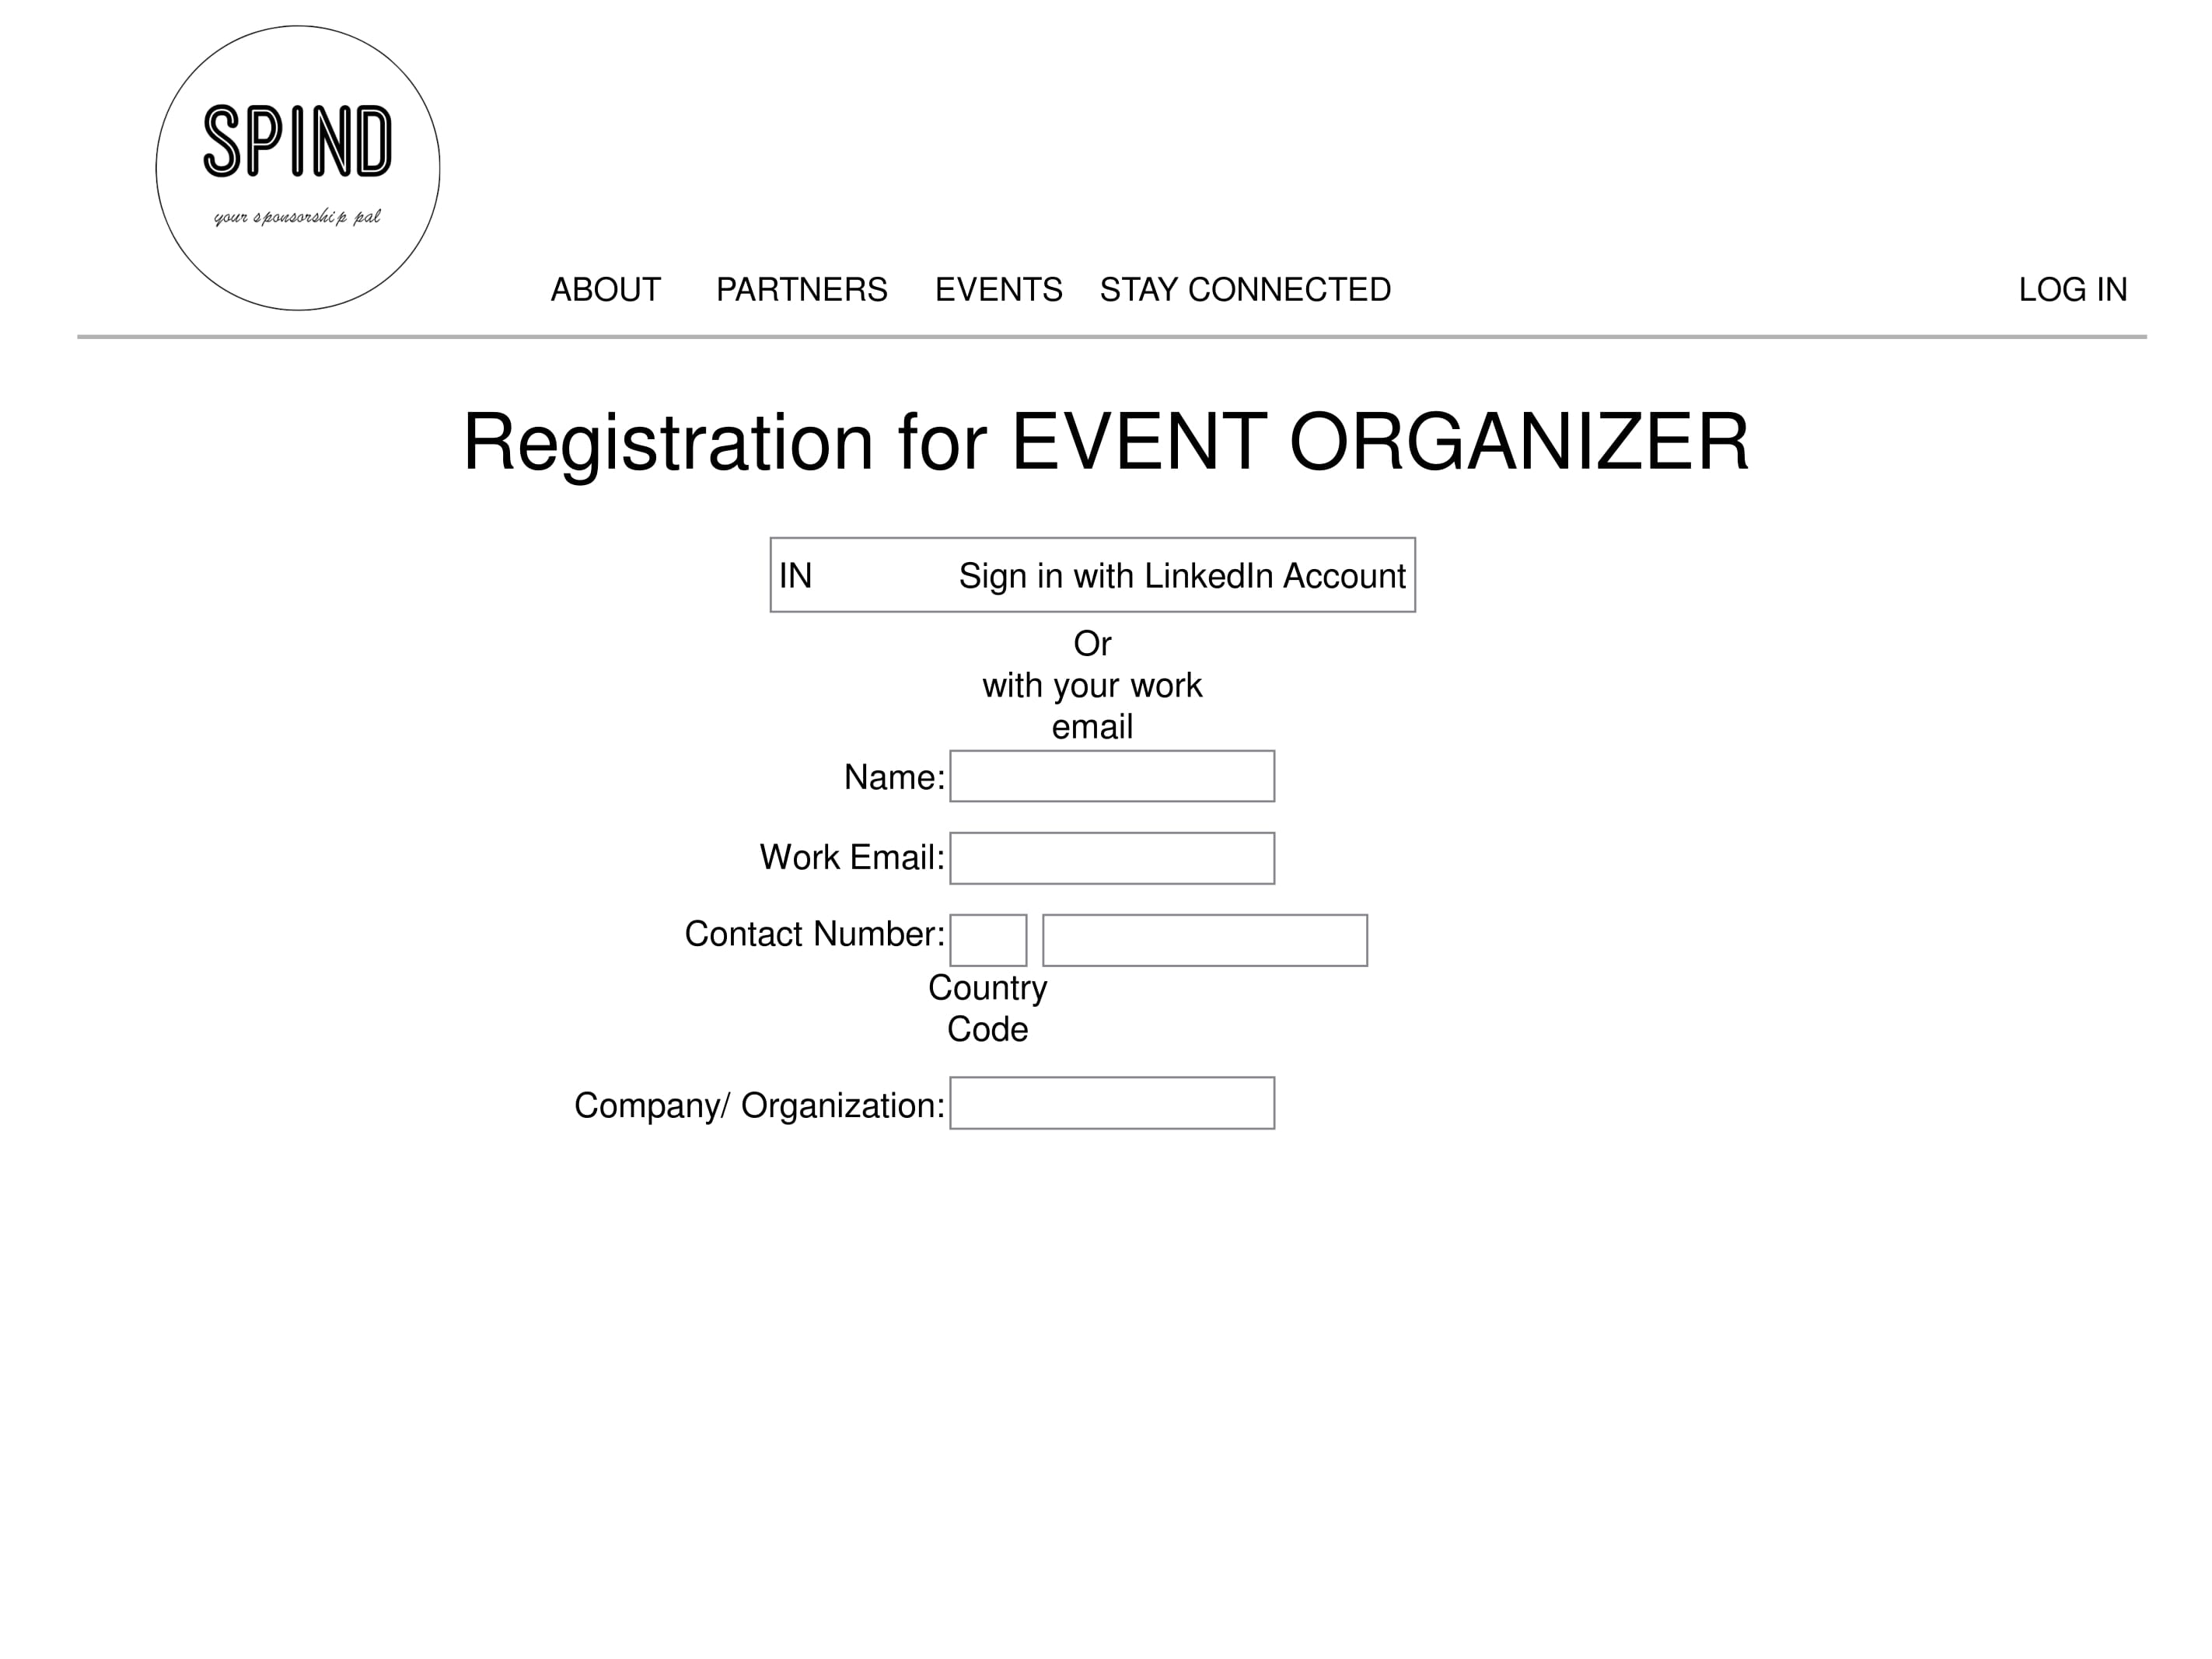 SPIND
your sponsorship pal
ABOUT PARTNERS EVENTS STAY CONNECTED LOG IN
Registration for EVENT ORGANIZER
IN Sign in with LinkedIn Account
Or
with your work
email
Name:
Work Email:
Contact Number:
Country
Code
Company/ Organization: